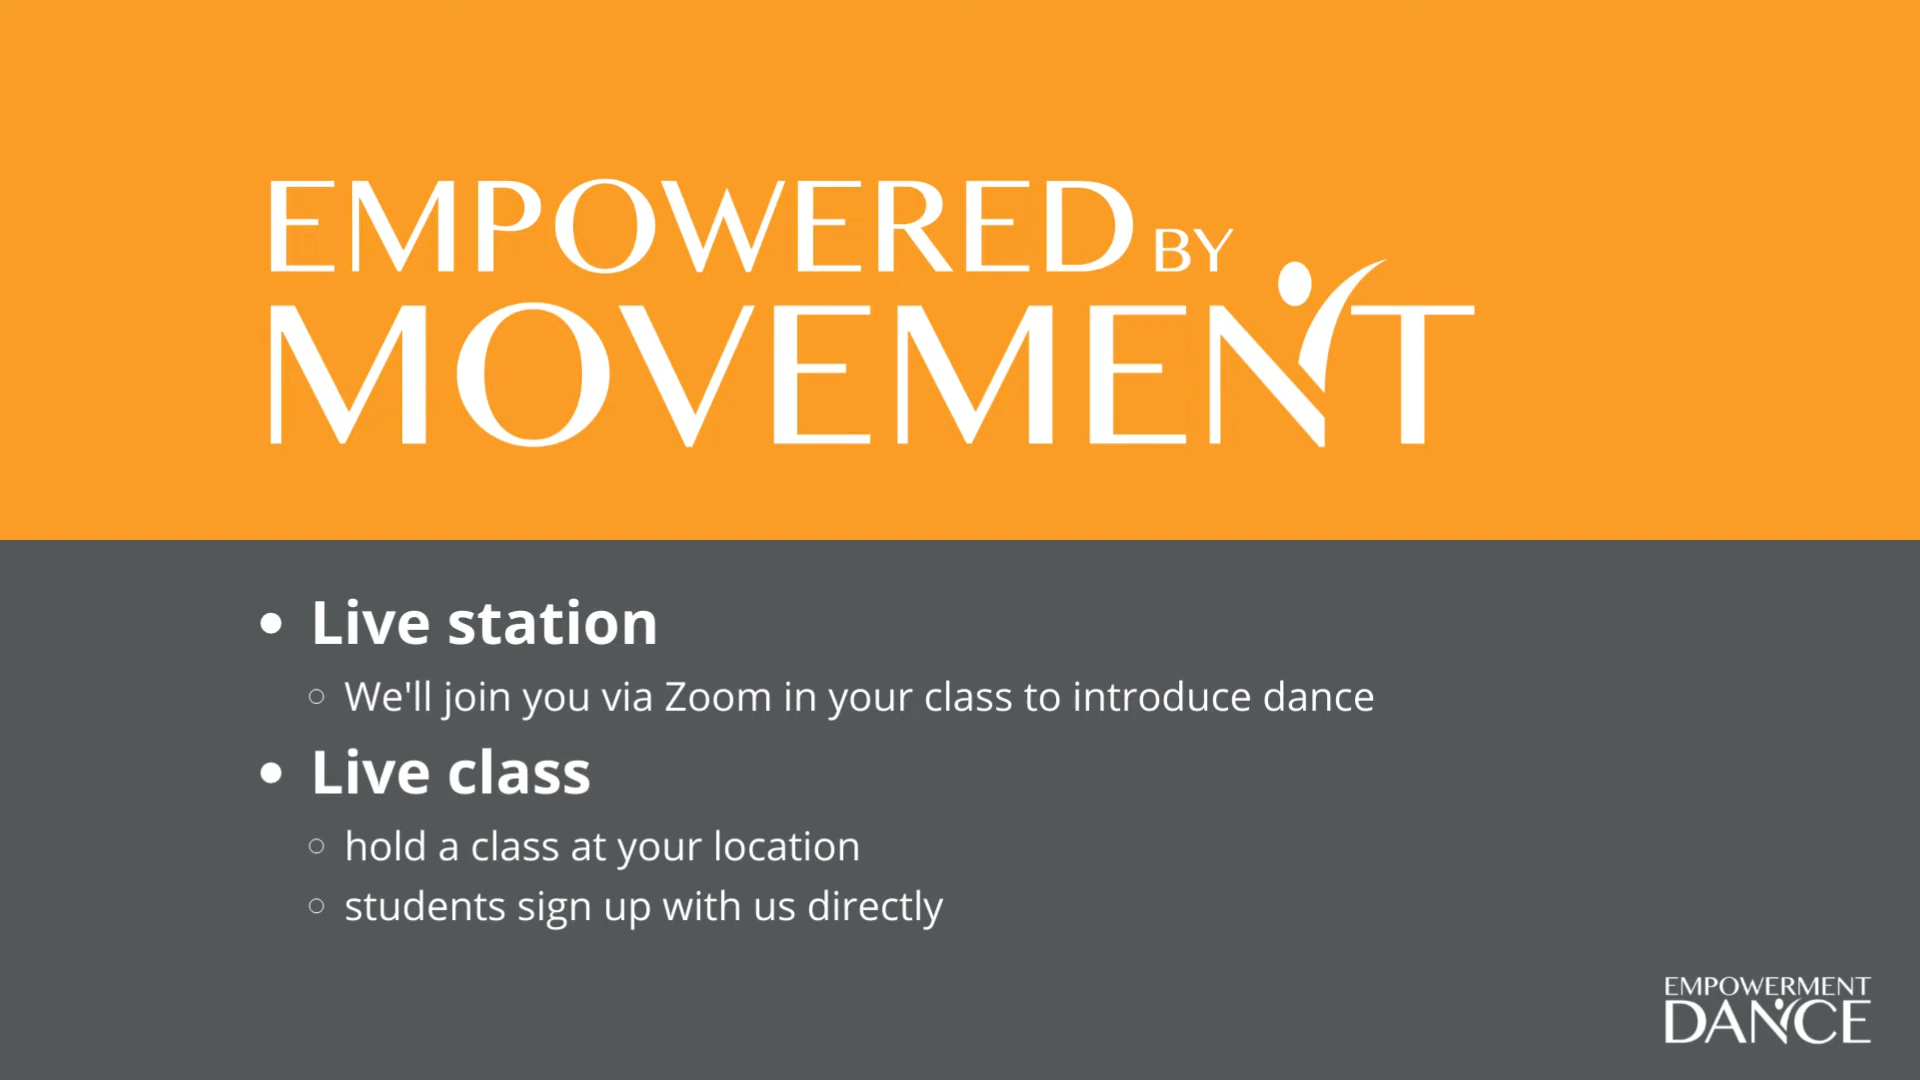 EMPOWERED BY
MOVEMENT
• Live station
○ We'll join you via Zoom in your class to introduce dance
• Live class
○ hold a class at your location
○ students sign up with us directly
EMPOWERMENT
DANCE